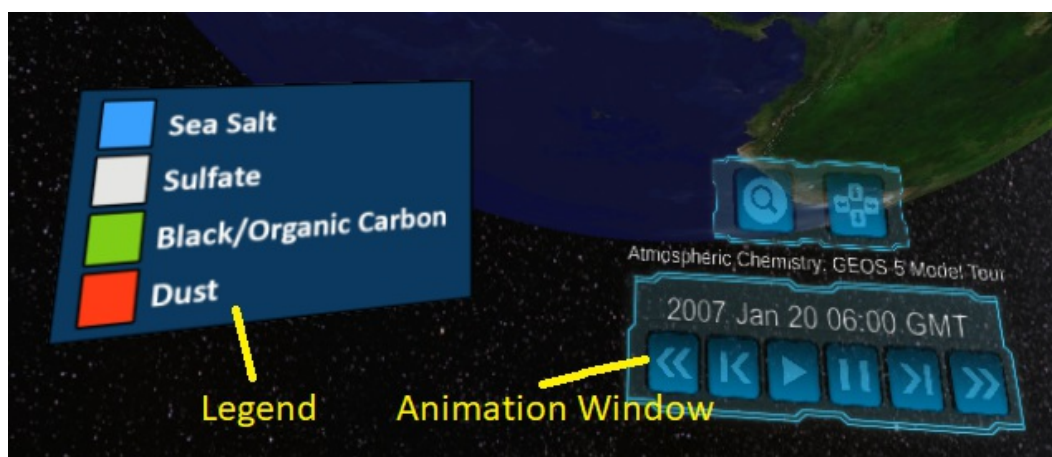 Sea Salt
Sulfate
Black/Organic Carbon
Dust
Atmospheric Chemistry: GEOS-5 Model Tour
2007 Jan 20 06:00 GMT
Legend
Animation Window